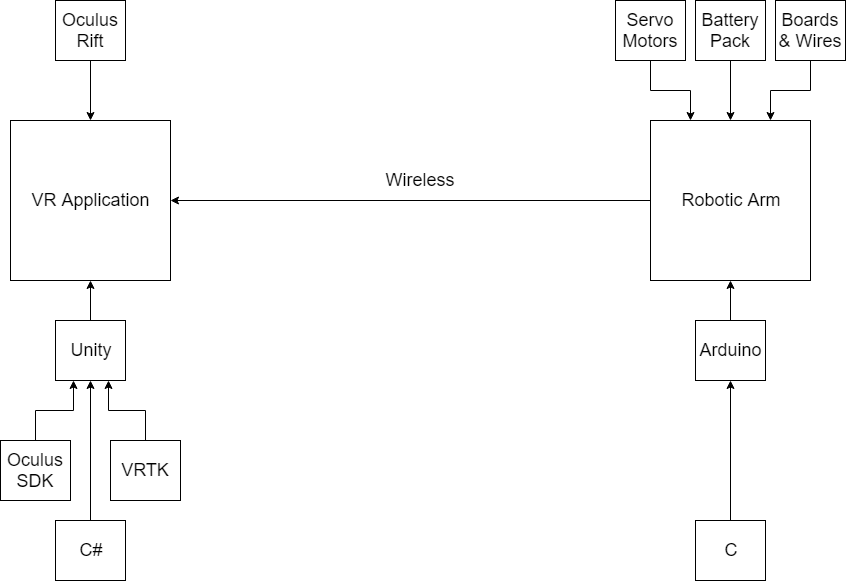 Oculus
Rift
Servo
Motors
Battery
Pack
Boards
& Wires
VR Application
Wireless
Robotic Arm
Unity
Arduino
Oculus
SDK
VRTK
C#
C